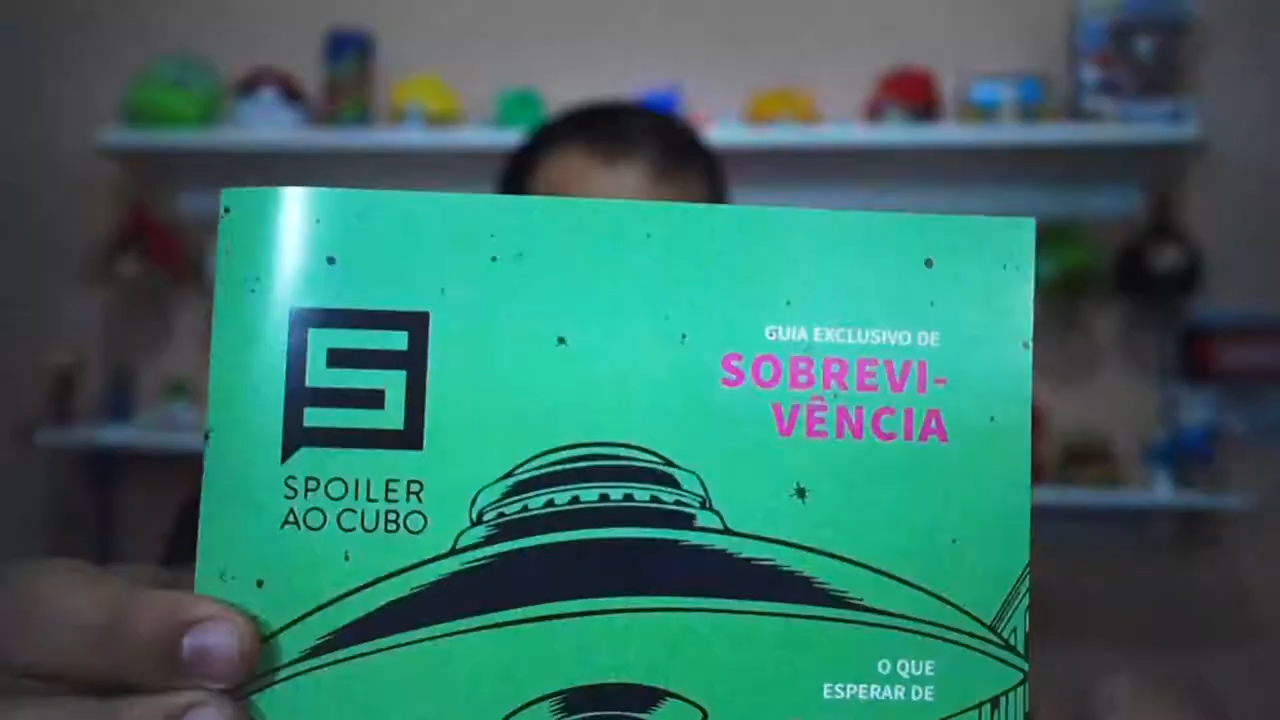 GUIA EXCLUSIVO DE
SOBREVI-
VÊNCIA
SPOILER
AO CUBO
O QUE
ESPERAR DE